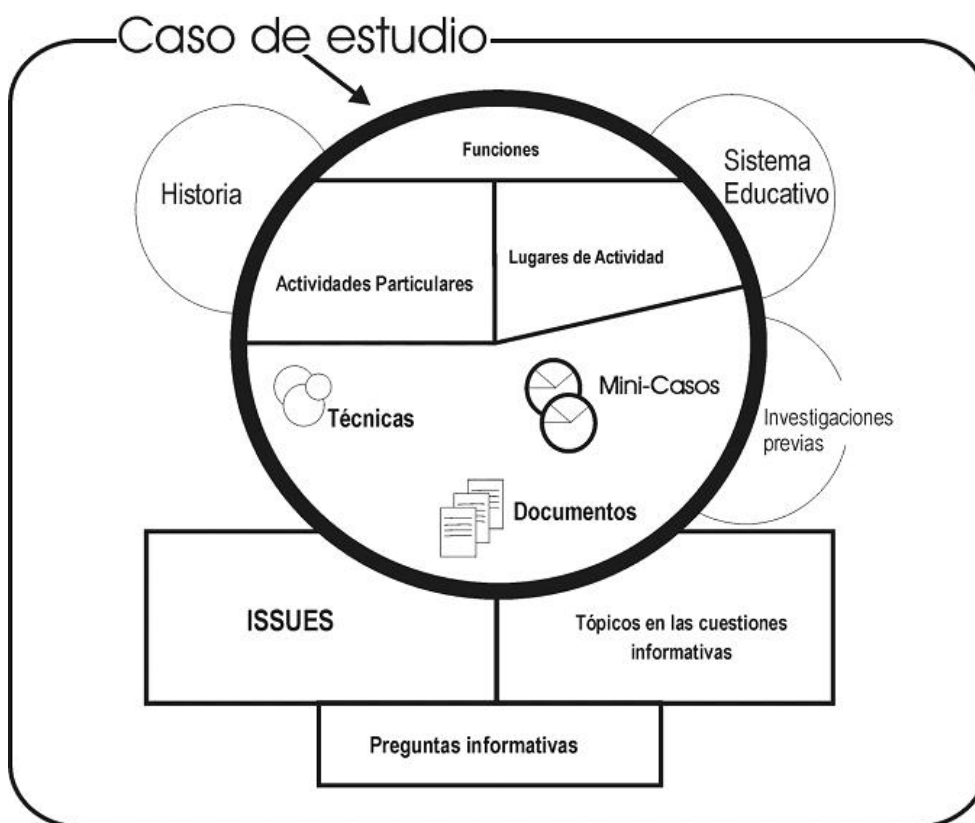 Caso de estudio
Funciones
Historia
Sistema
Educativo
Lugares de Actividad
Actividades Particulares
Mini-Casos
Técnicas
Investigaciones
previas
Documentos
ISSUES
Tópicos en las cuestiones
informativas
Preguntas informativas